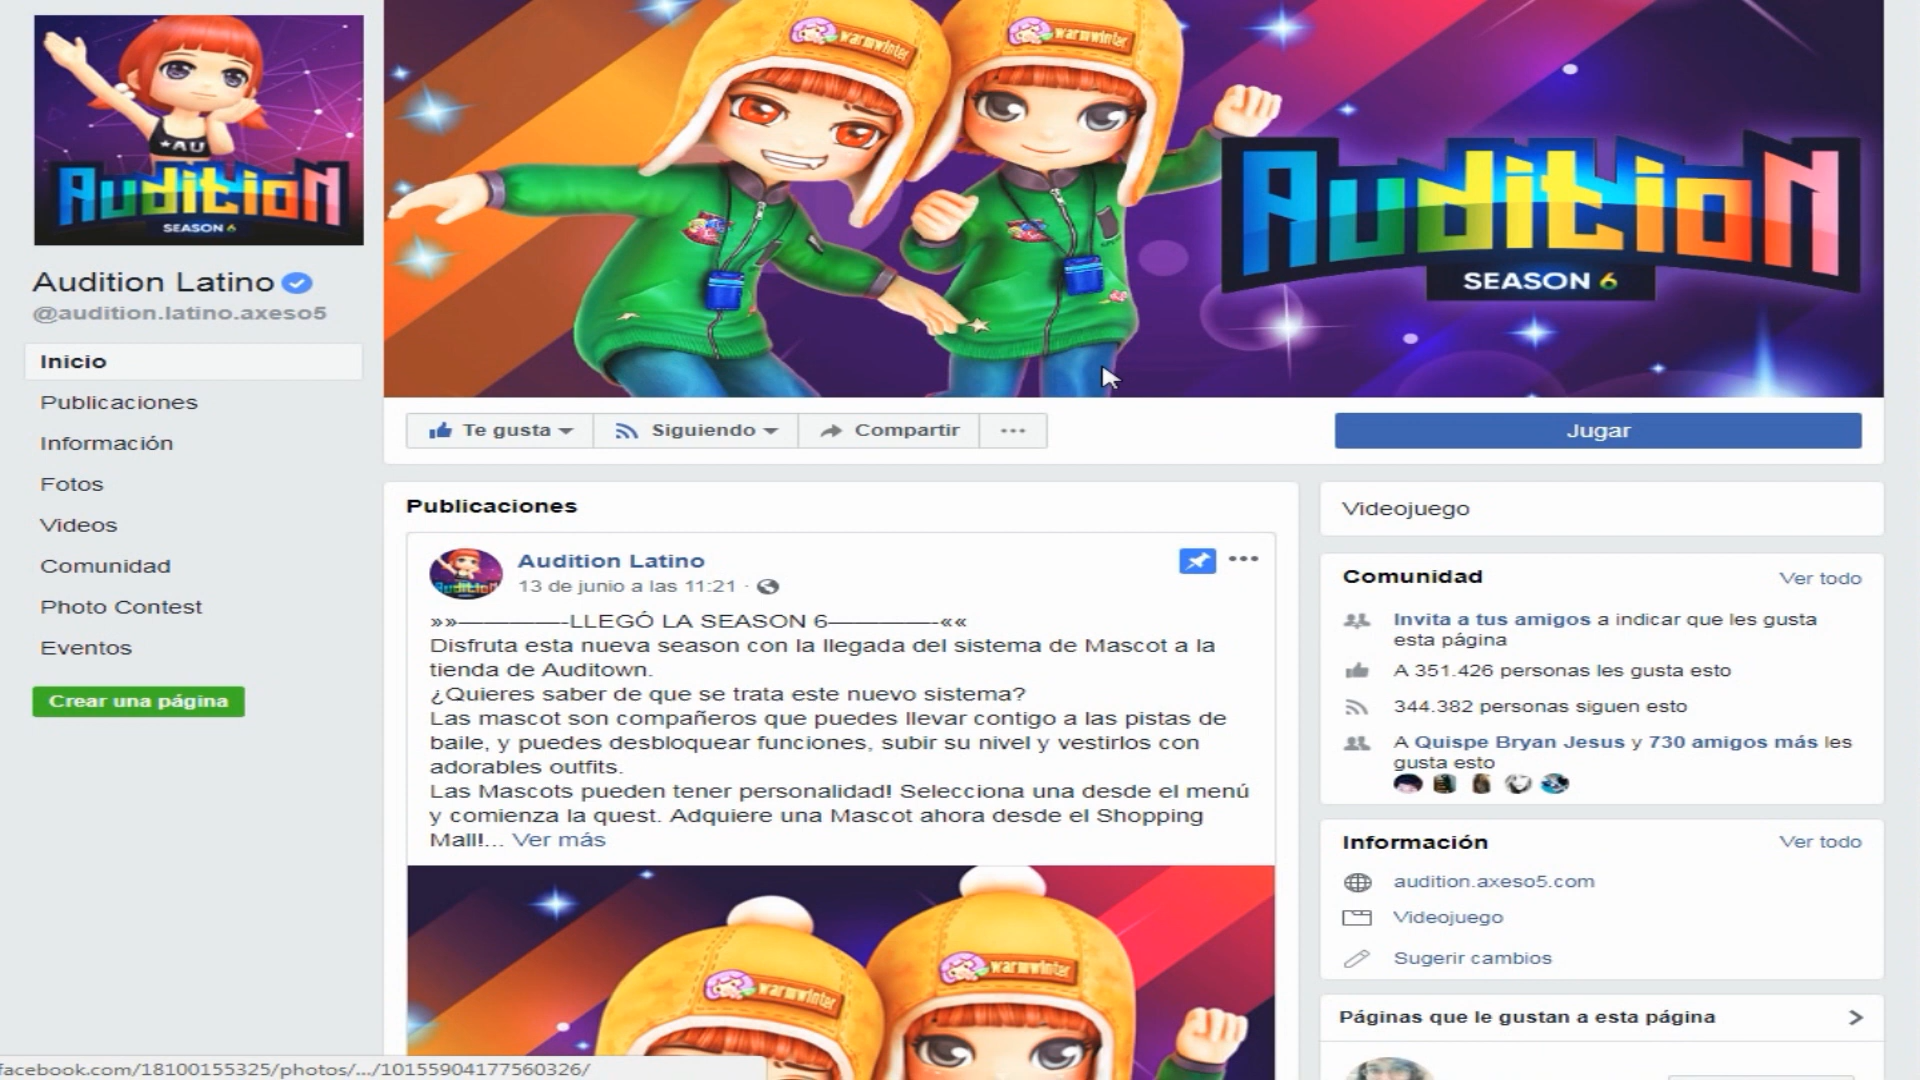 ★AU
Audition
SEASON 6
Audition Latino
@audition.latino.axeso5
Inicio
Publicaciones
Información
Fotos
Videos
Comunidad
Photo Contest
Eventos
Crear una página
warmwinter
warmwinter
Audition
SEASON 6
Te gusta
Siguiendo
Compartir
Jugar
Publicaciones
Audition
Audition Latino
13 de junio a las 11:21 ·
»»—————-LLEGÓ LA SEASON 6—————-««
Disfruta esta nueva season con la llegada del sistema de Mascot a la
tienda de Auditown.
¿Quieres saber de que se trata este nuevo sistema?
Las mascot son compañeros que puedes llevar contigo a las pistas de
baile, y puedes desbloquear funciones, subir su nivel y vestirlos con
adorables outfits.
Las Mascots pueden tener personalidad! Selecciona una desde el menú
y comienza la quest. Adquiere una Mascot ahora desde el Shopping
Mall!... Ver más
warmwinter
warmwinter
Videojuego
Comunidad
Ver todo
Invita a tus amigos a indicar que les gusta
esta página
A 351.426 personas les gusta esto
344.382 personas siguen esto
A Quispe Bryan Jesus y 730 amigos más les
gusta esto
Información
Ver todo
audition.axeso5.com
Videojuego
Sugerir cambios
Páginas que le gustan a esta página
facebook.com/18100155325/photos/.../10155904177560326/